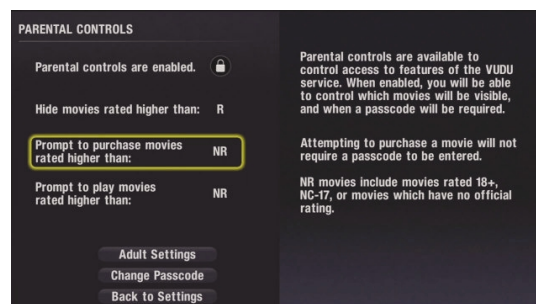 PARENTAL CONTROLS
Parental controls are enabled.
Hide movies rated higher than: R
Prompt to purchase movies
rated higher than: NR
Prompt to play movies
rated higher than: NR
Adult Settings
Change Passcode
Back to Settings
Parental controls are available to
control access to features of the VUDU
service. When enabled, you will be able
to control which movies will be visible,
and when a passcode will be required.
Attempting to purchase a movie will not
require a passcode to be entered.
NR movies include movies rated 18+,
NC-17, or movies which have no official
rating.